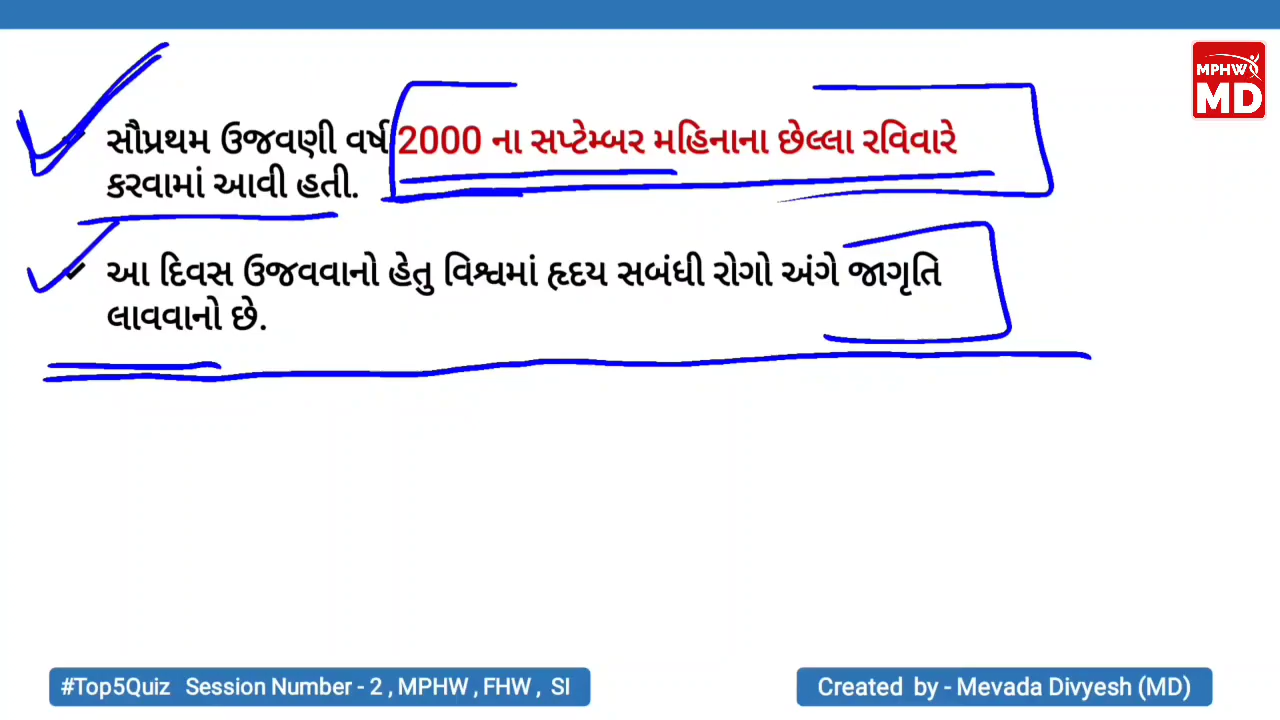 MPHW
MD
સૌપ્રથમ ઉજવણી વર્ષ 2000 ના સપ્ટેમ્બર મહિનાના છેલ્લા રવિવારે
કરવામાં આવી હતી.
આ દિવસ ઉજવવાનો હેતુ વિશ્વમાં હૃદય સબંધી રોગો અંગે જાગૃતિ
લાવવાનો છે.
#Top5Quiz Session Number - 2 , MPHW , FHW , SI
Created by - Mevada Divyesh (MD)